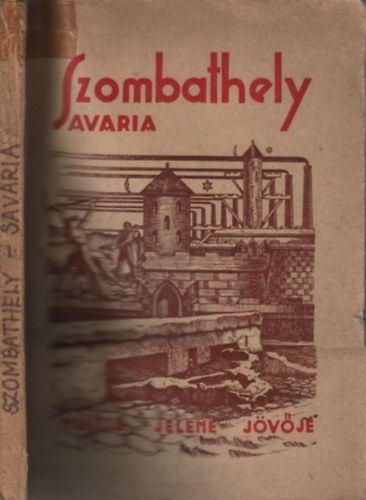 Szombathely
SAVARIA
JELENE JÖVŐJE
SZOMBATHELY = SAVARIA